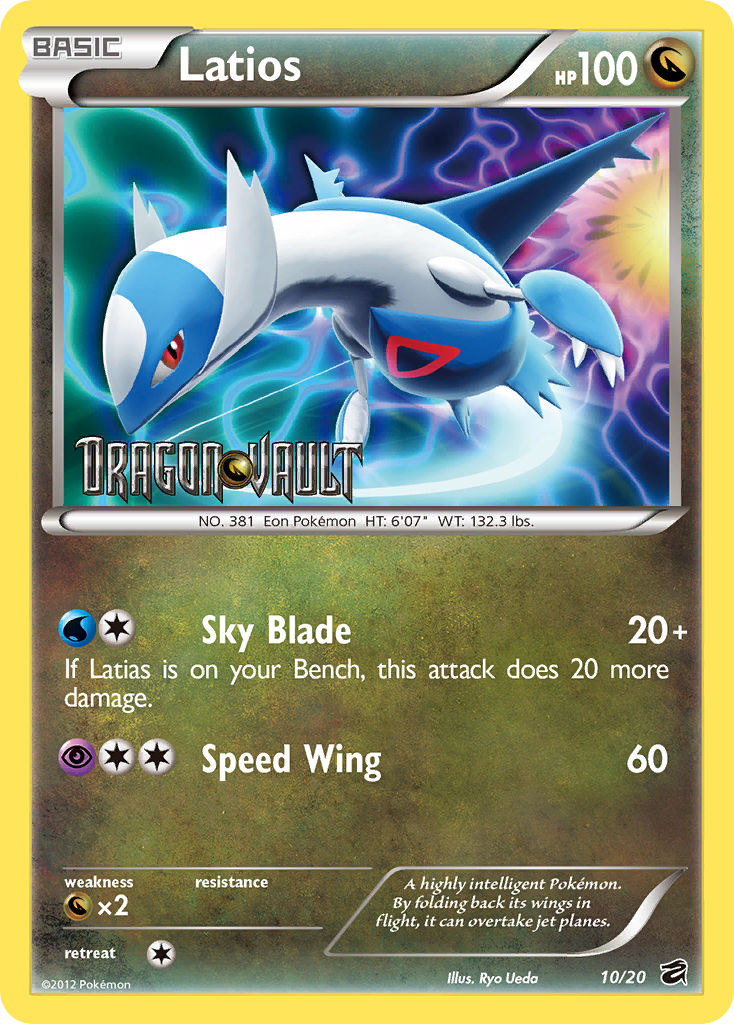 BASIC
Latios
HP100
DRAGON VAULT
NO. 381 Eon Pokémon HT: 6'07" WT: 132.3 lbs.
Sky Blade 20+
If Latias is on your Bench, this attack does 20 more
damage.
Speed Wing 60
weakness resistance
×2
retreat
A highly intelligent Pokémon.
By folding back its wings in
flight, it can overtake jet planes.
©2012 Pokémon
Illus. Ryo Ueda
10/20